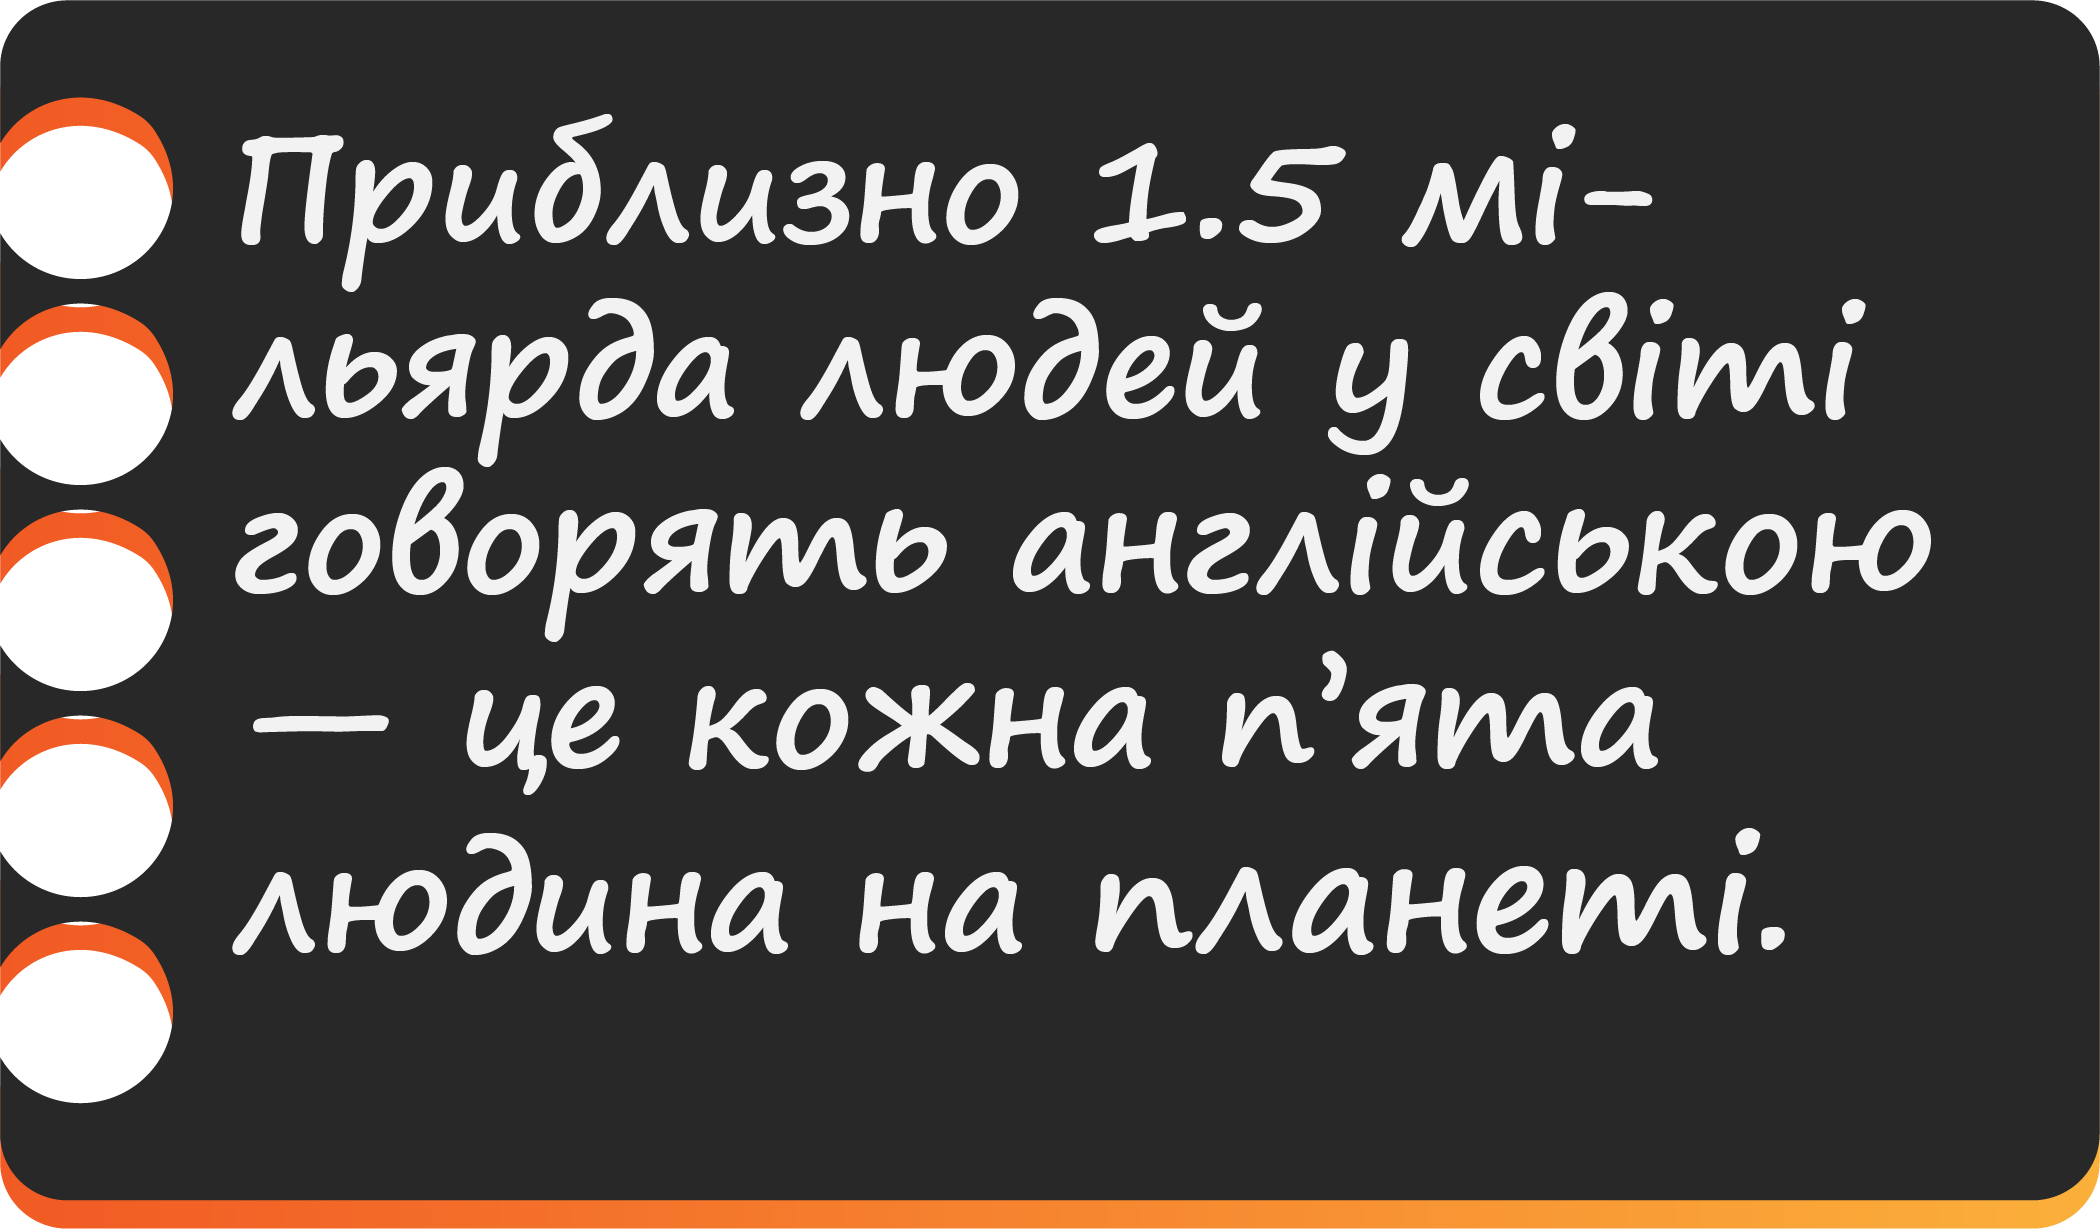 Приблизно 1.5 мі-
льярда людей у світі
говорять англійською
— це кожна п’ята
людина на планеті.